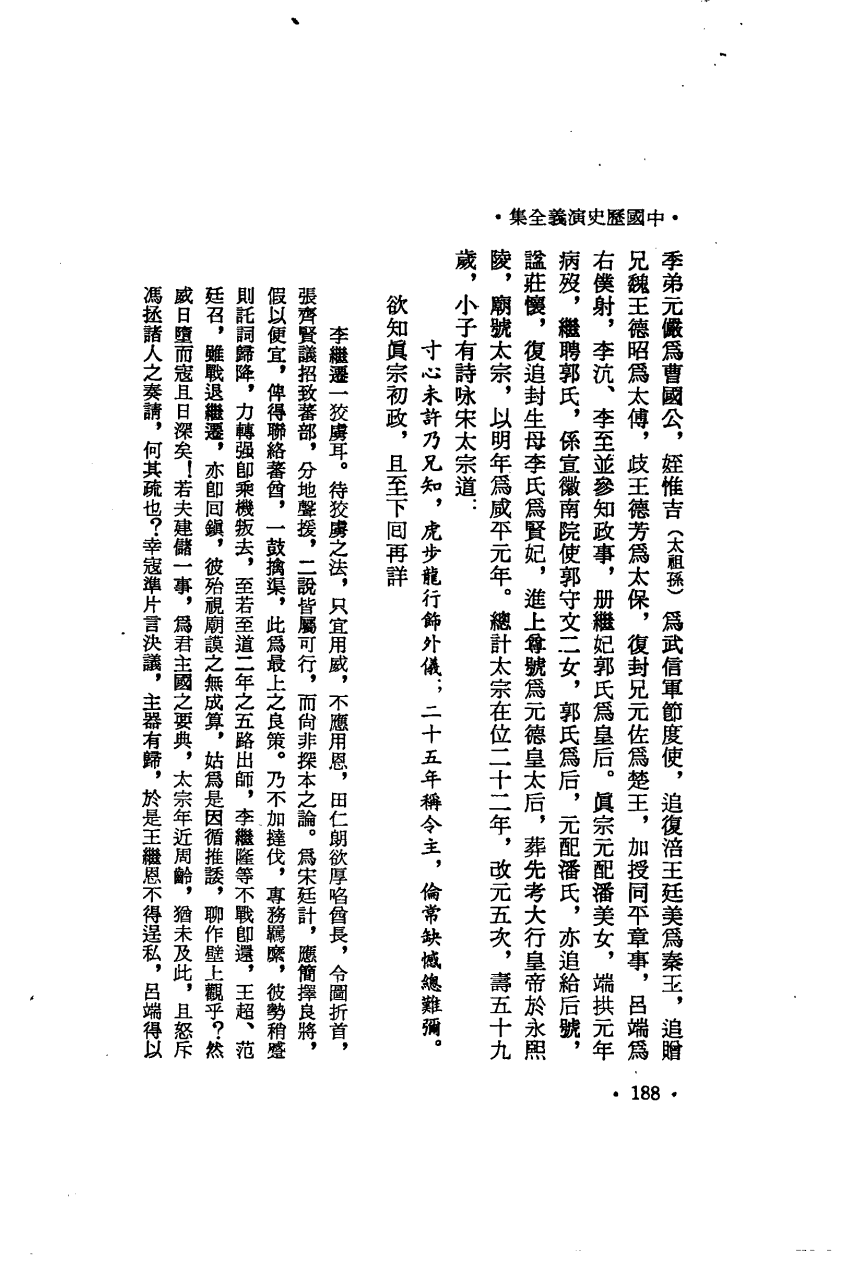 •中國歷史演義全集•
季弟元儼爲曹國公，姪惟吉（太祖孫）爲武信軍節度使，追復涪王廷美爲秦王，追贈
兄魏王德昭爲太傅，歧王德芳爲太保，復封兄元佐爲楚王，加授同平章事，呂端爲
右僕射，李沆、李至並參知政事，册繼妃郭氏爲皇后。眞宗元配潘美女，端拱元年
病歿，繼聘郭氏，係宣徽南院使郭守文二女，郭氏爲后，元配潘氏，亦追給后號，
諡莊懷，復追封生母李氏爲賢妃，進上尊號爲元德皇太后，葬先考大行皇帝於永熙
陵，廟號太宗，以明年爲咸平元年。總計太宗在位二十二年，改元五次，壽五十九
歲，小子有詩咏宋太宗道：
寸心未許乃兄知，虎步龍行飾外儀；二十五年稱令主，倫常缺憾總難彌。
欲知眞宗初政，且至下囘再詳
李繼遷一狡虜耳。待狡虜之法，只宜用威，不應用恩，田仁朗欲厚啗酋長，令圖折首，
張齊賢議招致蕃部，分地聲援，二說皆屬可行，而尙非探本之論。爲宋廷計，應簡擇良將，
假以便宜，俾得聯絡蕃酋，一鼓擒渠，此爲最上之良策。乃不加撻伐，專務羈縻，彼勢稍蹙
則託詞歸降，力轉强卽乘機叛去，至若至道二年之五路出師，李繼隆等不戰卽還，王超、范
廷召，雖戰退繼遷，亦卽囘鎭，彼殆視廟謨之無成算，姑爲是因循推諉，聊作壁上觀乎？然
威日墮而寇且日深矣！若夫建儲一事，爲君主國之要典，太宗年近周齡，猶未及此，且怒斥
馮拯諸人之奏請，何其疏也？幸寇準片言決議，主器有歸，於是王繼恩不得逞私，呂端得以
•188•